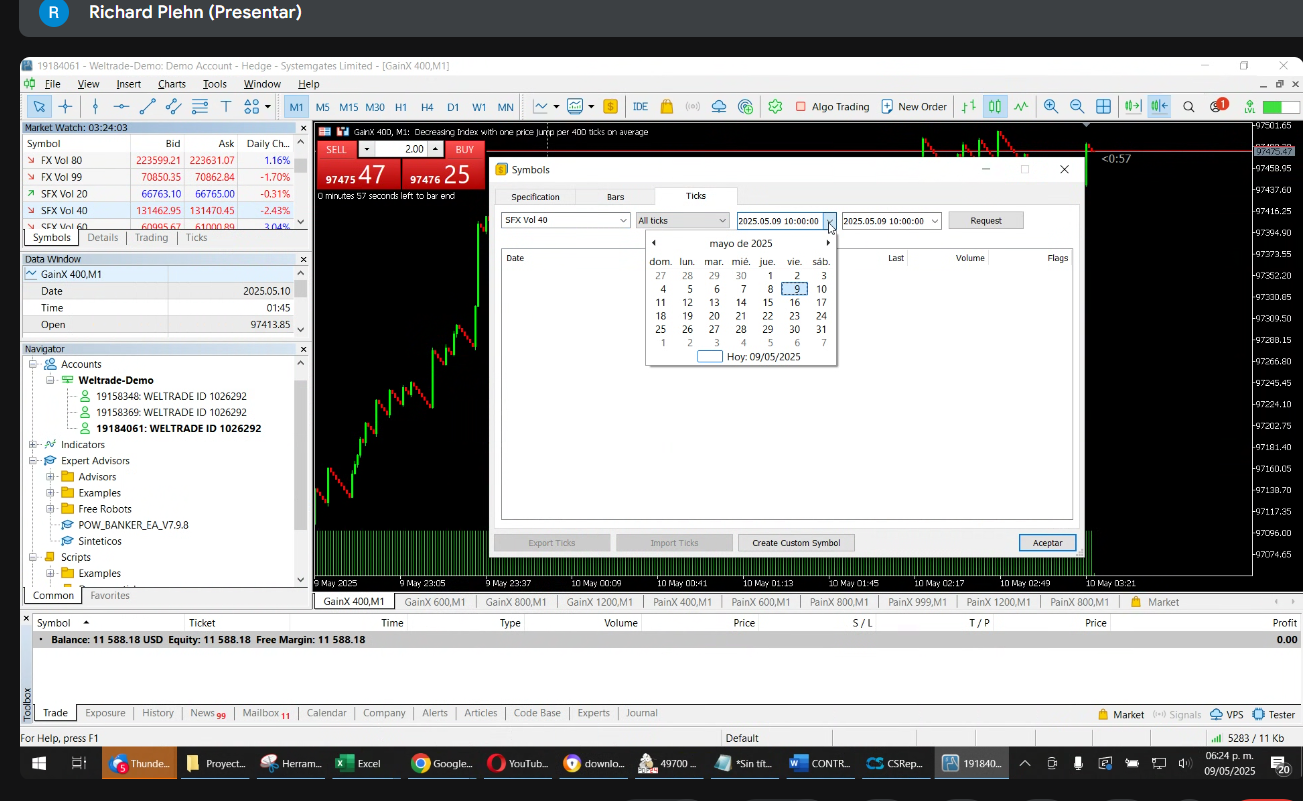 R Richard Plehn (Presentar)
19184061 - Weltrade-Demo: Demo Account - Hedge - Systemgates Limited - [GainX 400,M1]
File View Insert Charts Tools Window Help
M1 M5 M15 M30 H1 H4 D1 W1 MN $ IDE Algo Trading New Order 1 LVL
Market Watch: 03:24:03
Symbol Bid Ask Daily Ch...
FX Vol 80 223599.21 223631.07 1.16%
FX Vol 99 70850.35 70862.84 -1.70%
SFX Vol 20 66763.10 66765.00 -0.31%
SFX Vol 40 131462.95 131470.45 -2.43%
SFX Vol 60 60995.67 61000.89 3.04%
Symbols Details Trading Ticks
Data Window
GainX 400,M1
Date 2025.05.10
Time 01:45
Open 97413.85
Navigator
Accounts
Weltrade-Demo
19158348: WELTRADE ID 1026292
19158369: WELTRADE ID 1026292
19184061: WELTRADE ID 1026292
Indicators
Expert Advisors
Advisors
Examples
Free Robots
POW_BANKER_EA_V7.9.8
Sinteticos
Scripts
Examples
Common Favorites
GainX 400, M1: Decreasing Index with one price jump per 400 ticks on average
SELL 2.00 BUY
97475 47 97476 25
0 minutes 57 seconds left to bar end
<0:57
Symbols
Specification Bars Ticks
SFX Vol 40 All ticks 2025.05.09 10:00:00 2025.05.09 10:00:00 Request
Date Last Volume Flags
mayo de 2025
dom. lun. mar. mié. jue. vie. sáb.
27 28 29 30 1 2 3
4 5 6 7 8 9 10
11 12 13 14 15 16 17
18 19 20 21 22 23 24
25 26 27 28 29 30 31
1 2 3 4 5 6 7
Hoy: 09/05/2025
Export Ticks Import Ticks Create Custom Symbol Aceptar
97501.65
97475.47
97458.95
97437.60
97416.25
97394.90
97373.55
97352.20
97330.85
97309.50
97288.15
97266.80
97245.45
97224.10
97202.75
97181.40
97160.05
97138.70
97117.35
97096.00
97074.65
9 May 2025 9 May 23:05 9 May 23:37 10 May 00:09 10 May 00:41 10 May 01:13 10 May 01:45 10 May 02:17 10 May 02:49 10 May 03:21
GainX 400,M1 GainX 600,M1 GainX 800,M1 GainX 1200,M1 PainX 400,M1 PainX 600,M1 PainX 800,M1 PainX 999,M1 PainX 1200,M1 PainX 800,M1 Market
Symbol Ticket Time Type Volume Price S / L T / P Price Profit
Balance: 11 588.18 USD Equity: 11 588.18 Free Margin: 11 588.18 0.00
Toolbox
Trade Exposure History News 99 Mailbox 11 Calendar Company Alerts Articles Code Base Experts Journal Market Signals VPS Tester
For Help, press F1 Default 5283 / 11 Kb
5 Thunde... Proyect... Herram... Excel Google... YouTub... downlo... 49700 ... *Sin tít... CONTR... CSRep... 191840... 06:24 p. m.
09/05/2025 20